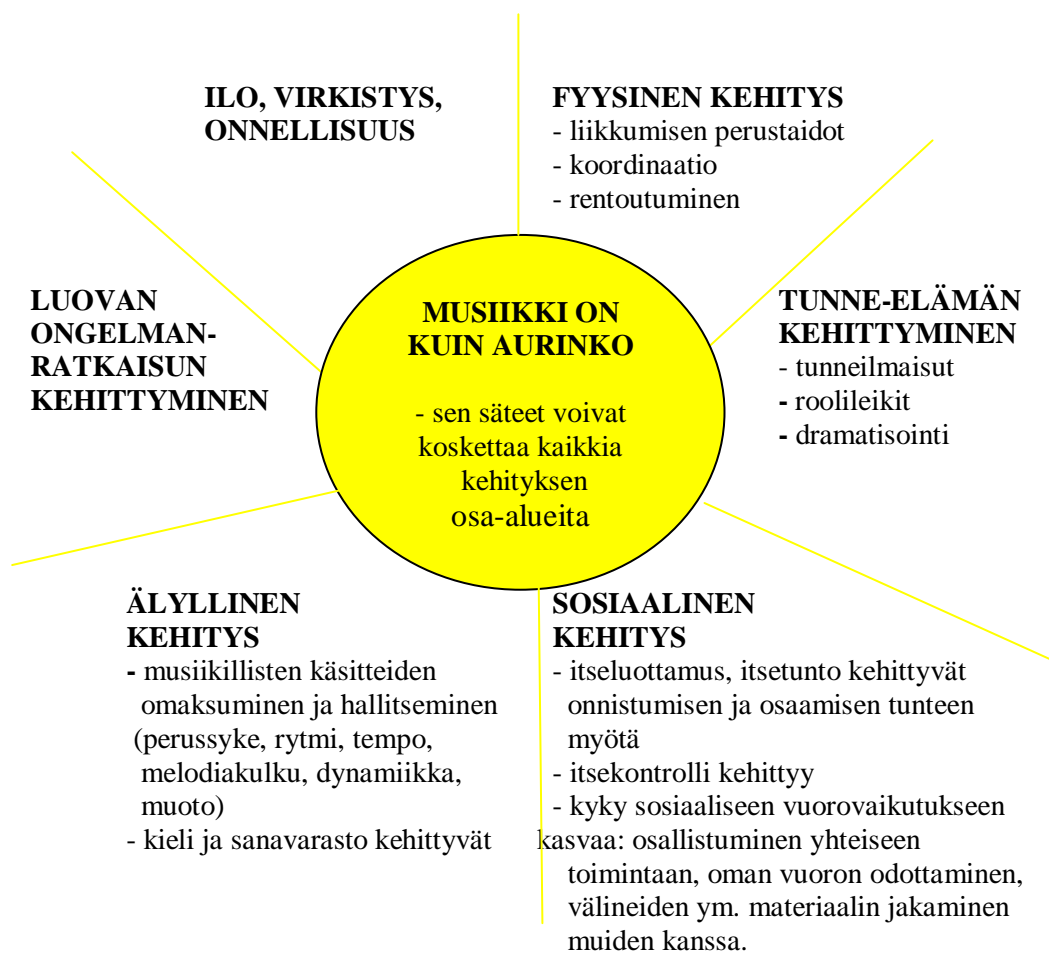 ILO, VIRKISTYS,
ONNELLISUUS
FYYSINEN KEHITYS
- liikkumisen perustaidot
- koordinaatio
- rentoutuminen
LUOVAN
ONGELMAN-
RATKAISUN
KEHITTYMINEN
MUSIIKKI ON
KUIN AURINKO
- sen säteet voivat
koskettaa kaikkia
kehityksen
osa-alueita
TUNNE-ELÄMÄN
KEHITTYMINEN
- tunneilmaisut
- roolileikit
- dramatisointi
ÄLYLLINEN
KEHITYS
- musiikillisten käsitteiden
omaksuminen ja hallitseminen
(perussyke, rytmi, tempo,
melodiakulku, dynamiikka,
muoto)
- kieli ja sanavarasto kehittyvät
SOSIAALINEN
KEHITYS
- itseluottamus, itsetunto kehittyvät
onnistumisen ja osaamisen tunteen
myötä
- itsekontrolli kehittyy
- kyky sosiaaliseen vuorovaikutukseen
kasvaa: osallistuminen yhteiseen
toimintaan, oman vuoron odottaminen,
välineiden ym. materiaalin jakaminen
muiden kanssa.